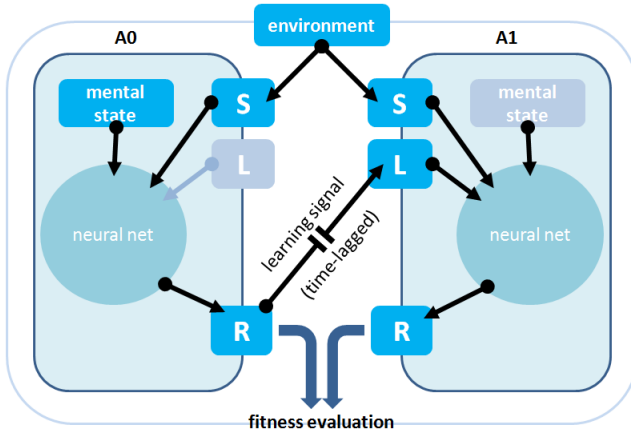 environment
A0
A1
mental
state
S
S
mental
state
L
L
neural net
learning signal
(time-lagged)
neural net
R
R
fitness evaluation